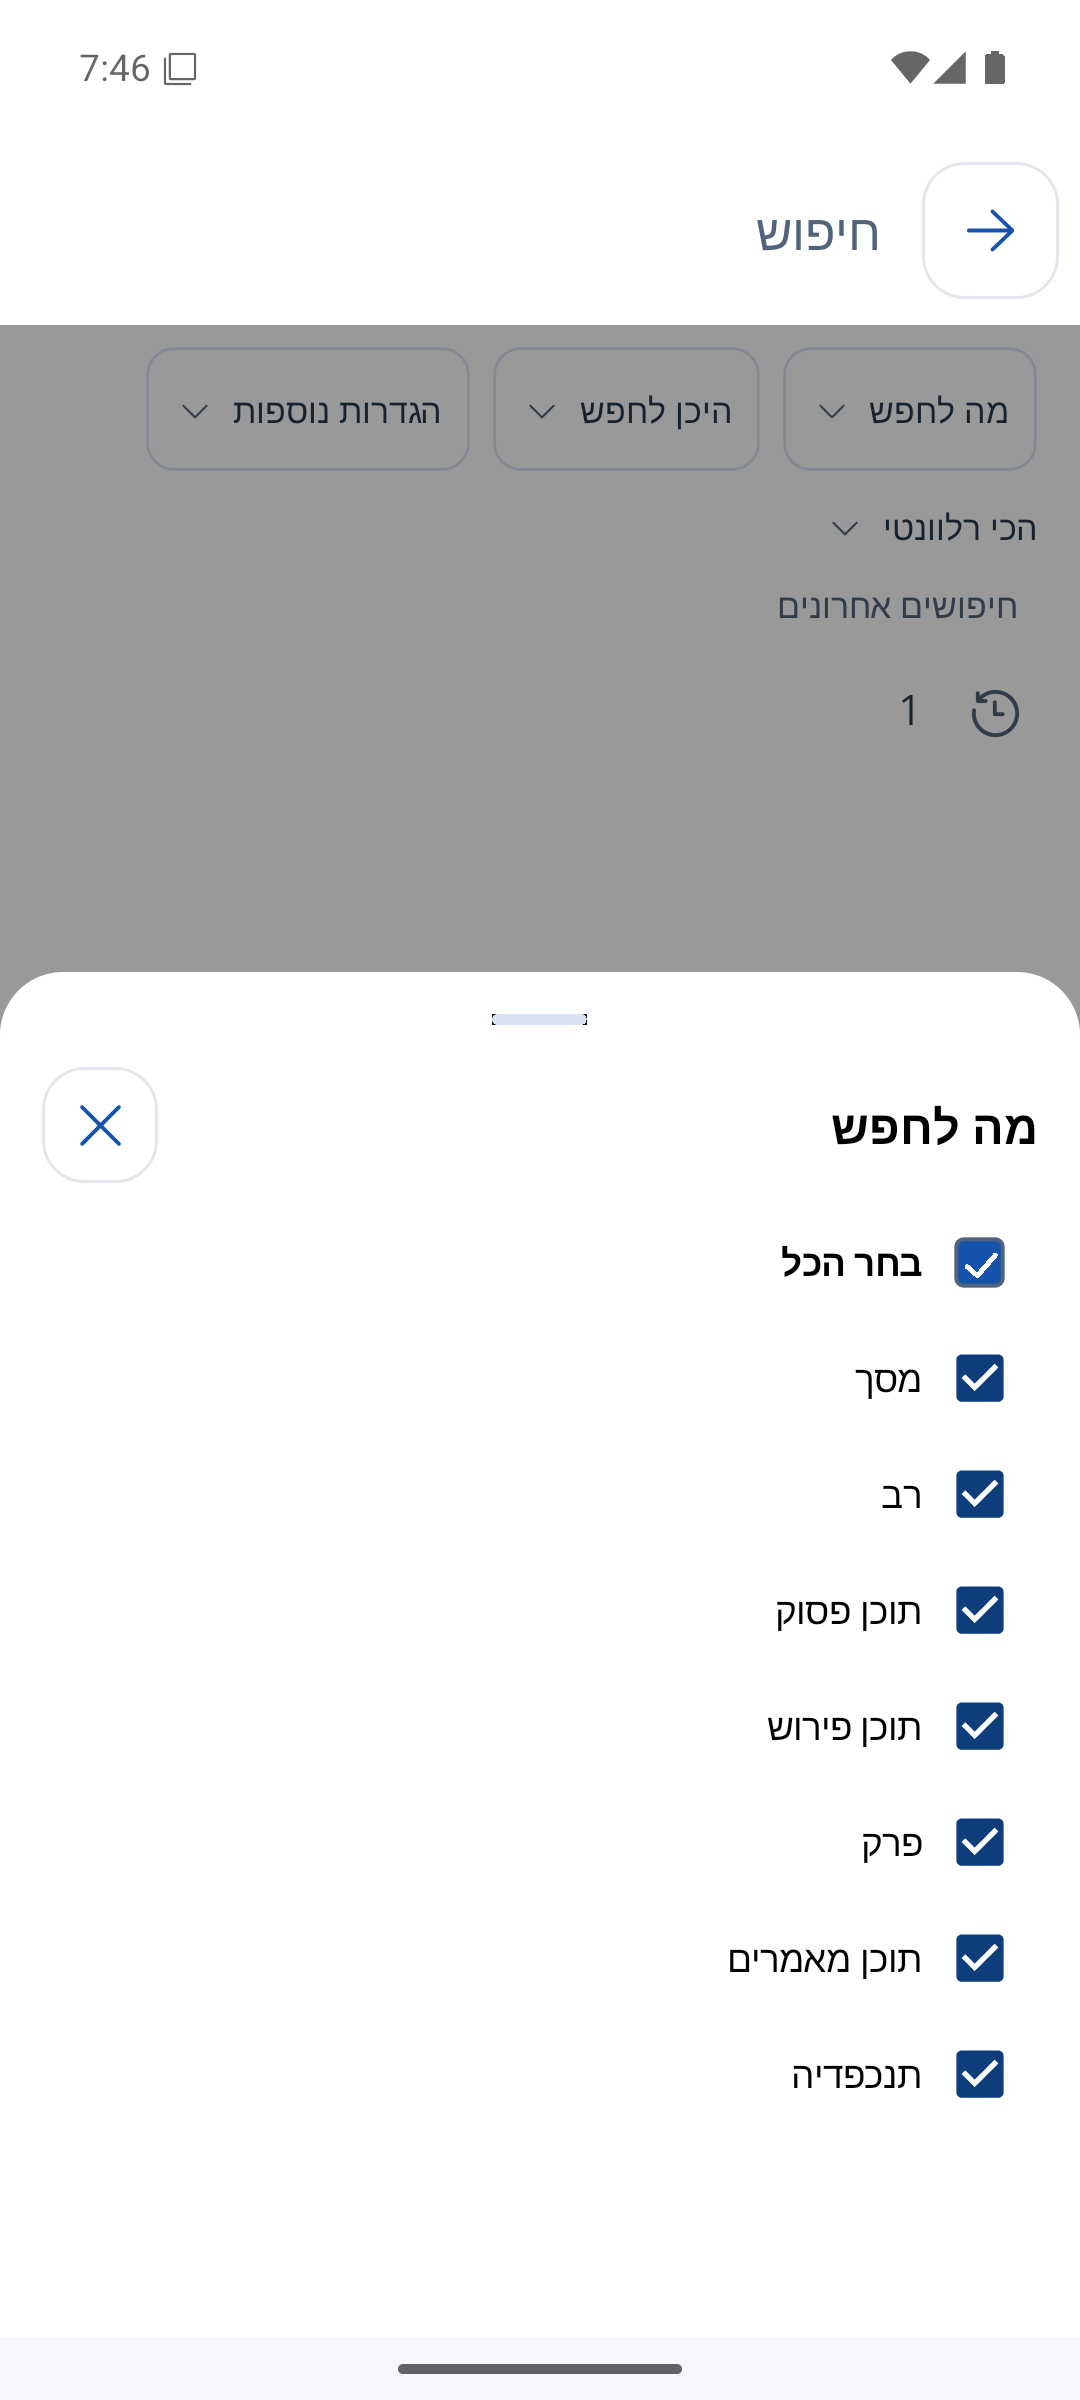 7:46
חיפוש
מה לחפש היכן לחפש הגדרות נוספות
הכי רלוונטי
חיפושים אחרונים
1
מה לחפש
בחר הכל
מסך
רב
תוכן פסוק
תוכן פירוש
פרק
תוכן מאמרים
תנכפדיה